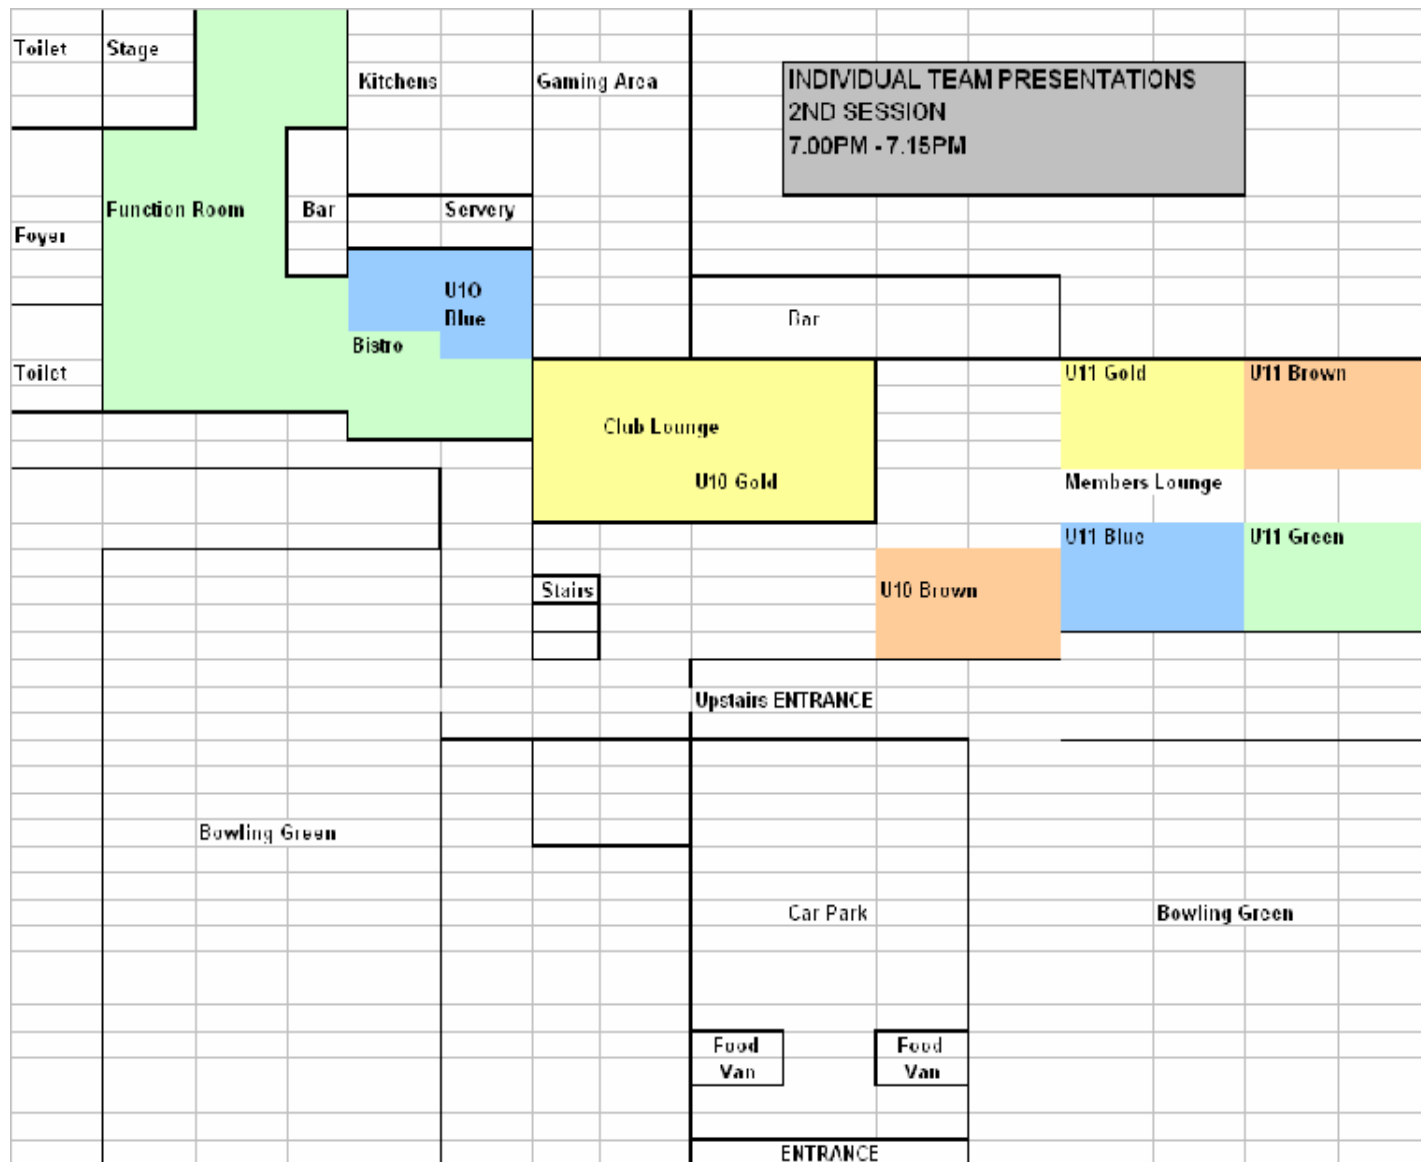 Toilet
Stage
Kitchens
Gaming Area
INDIVIDUAL TEAM PRESENTATIONS
2ND SESSION
7.00PM - 7.15PM
Function Room
Bar
Servery
Foyer
U1O
Blue
Bar
Bistro
Toilet
U11 Gold
U11 Brown
Club Lounge
U10 Gold
Members Lounge
U11 Blue
U11 Green
Stairs
U10 Brown
Upstairs ENTRANCE
Bowling Green
Car Park
Bowling Green
Food
Van
Food
Van
ENTRANCE